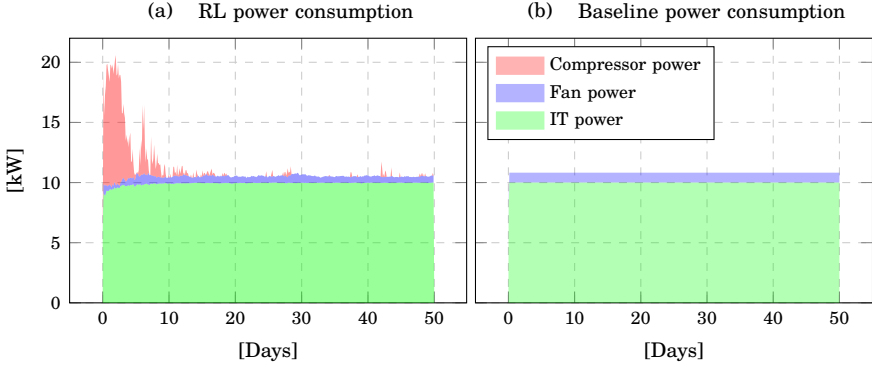 (a) RL power consumption
(b) Baseline power consumption
[kW]
20
15
10
5
0
0 10 20 30 40 50
[Days]
Compressor power
Fan power
IT power
0 10 20 30 40 50
[Days]